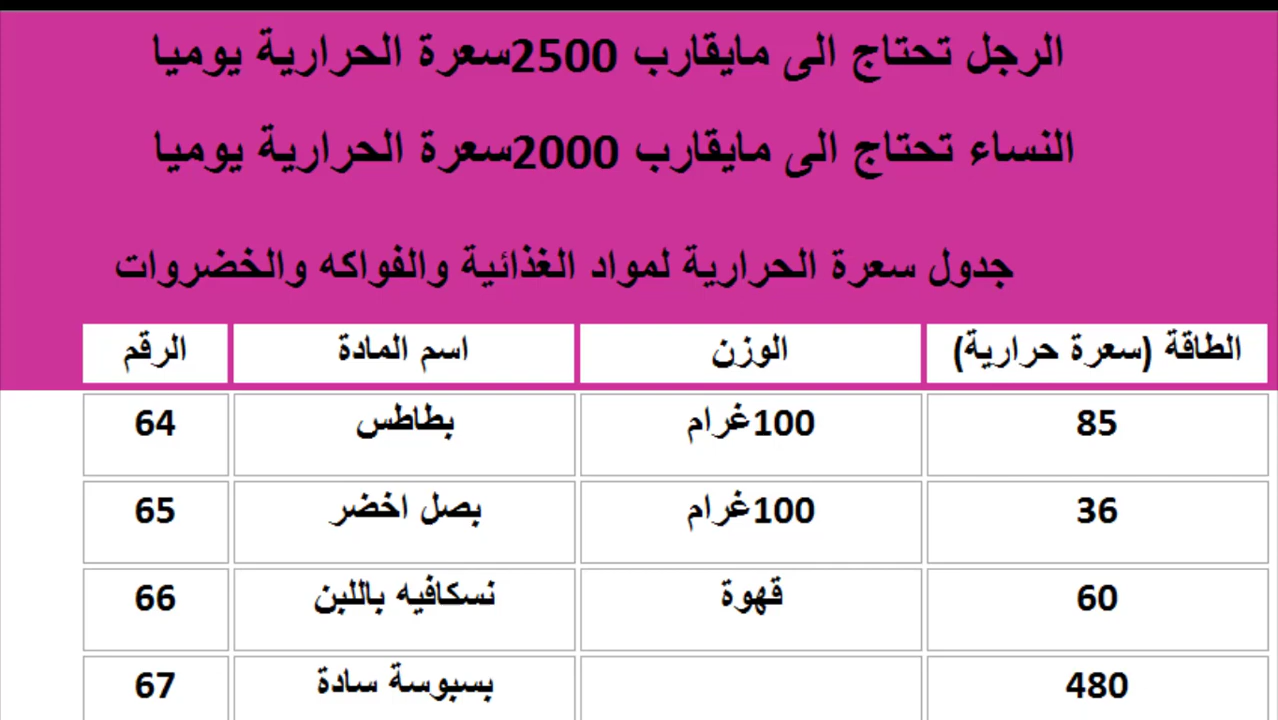 الرجل تحتاج الى مايقارب 2500سعرة الحرارية يوميا
النساء تحتاج الى مايقارب 2000سعرة الحرارية يوميا
جدول سعرة الحرارية لمواد الغذائية والفواكه والخضروات
الطاقة (سعرة حرارية) الوزن اسم المادة الرقم
85 100غرام بطاطس 64
36 100غرام بصل اخضر 65
60 قهوة نسكافيه باللبن 66
480 بسبوسة سادة 67